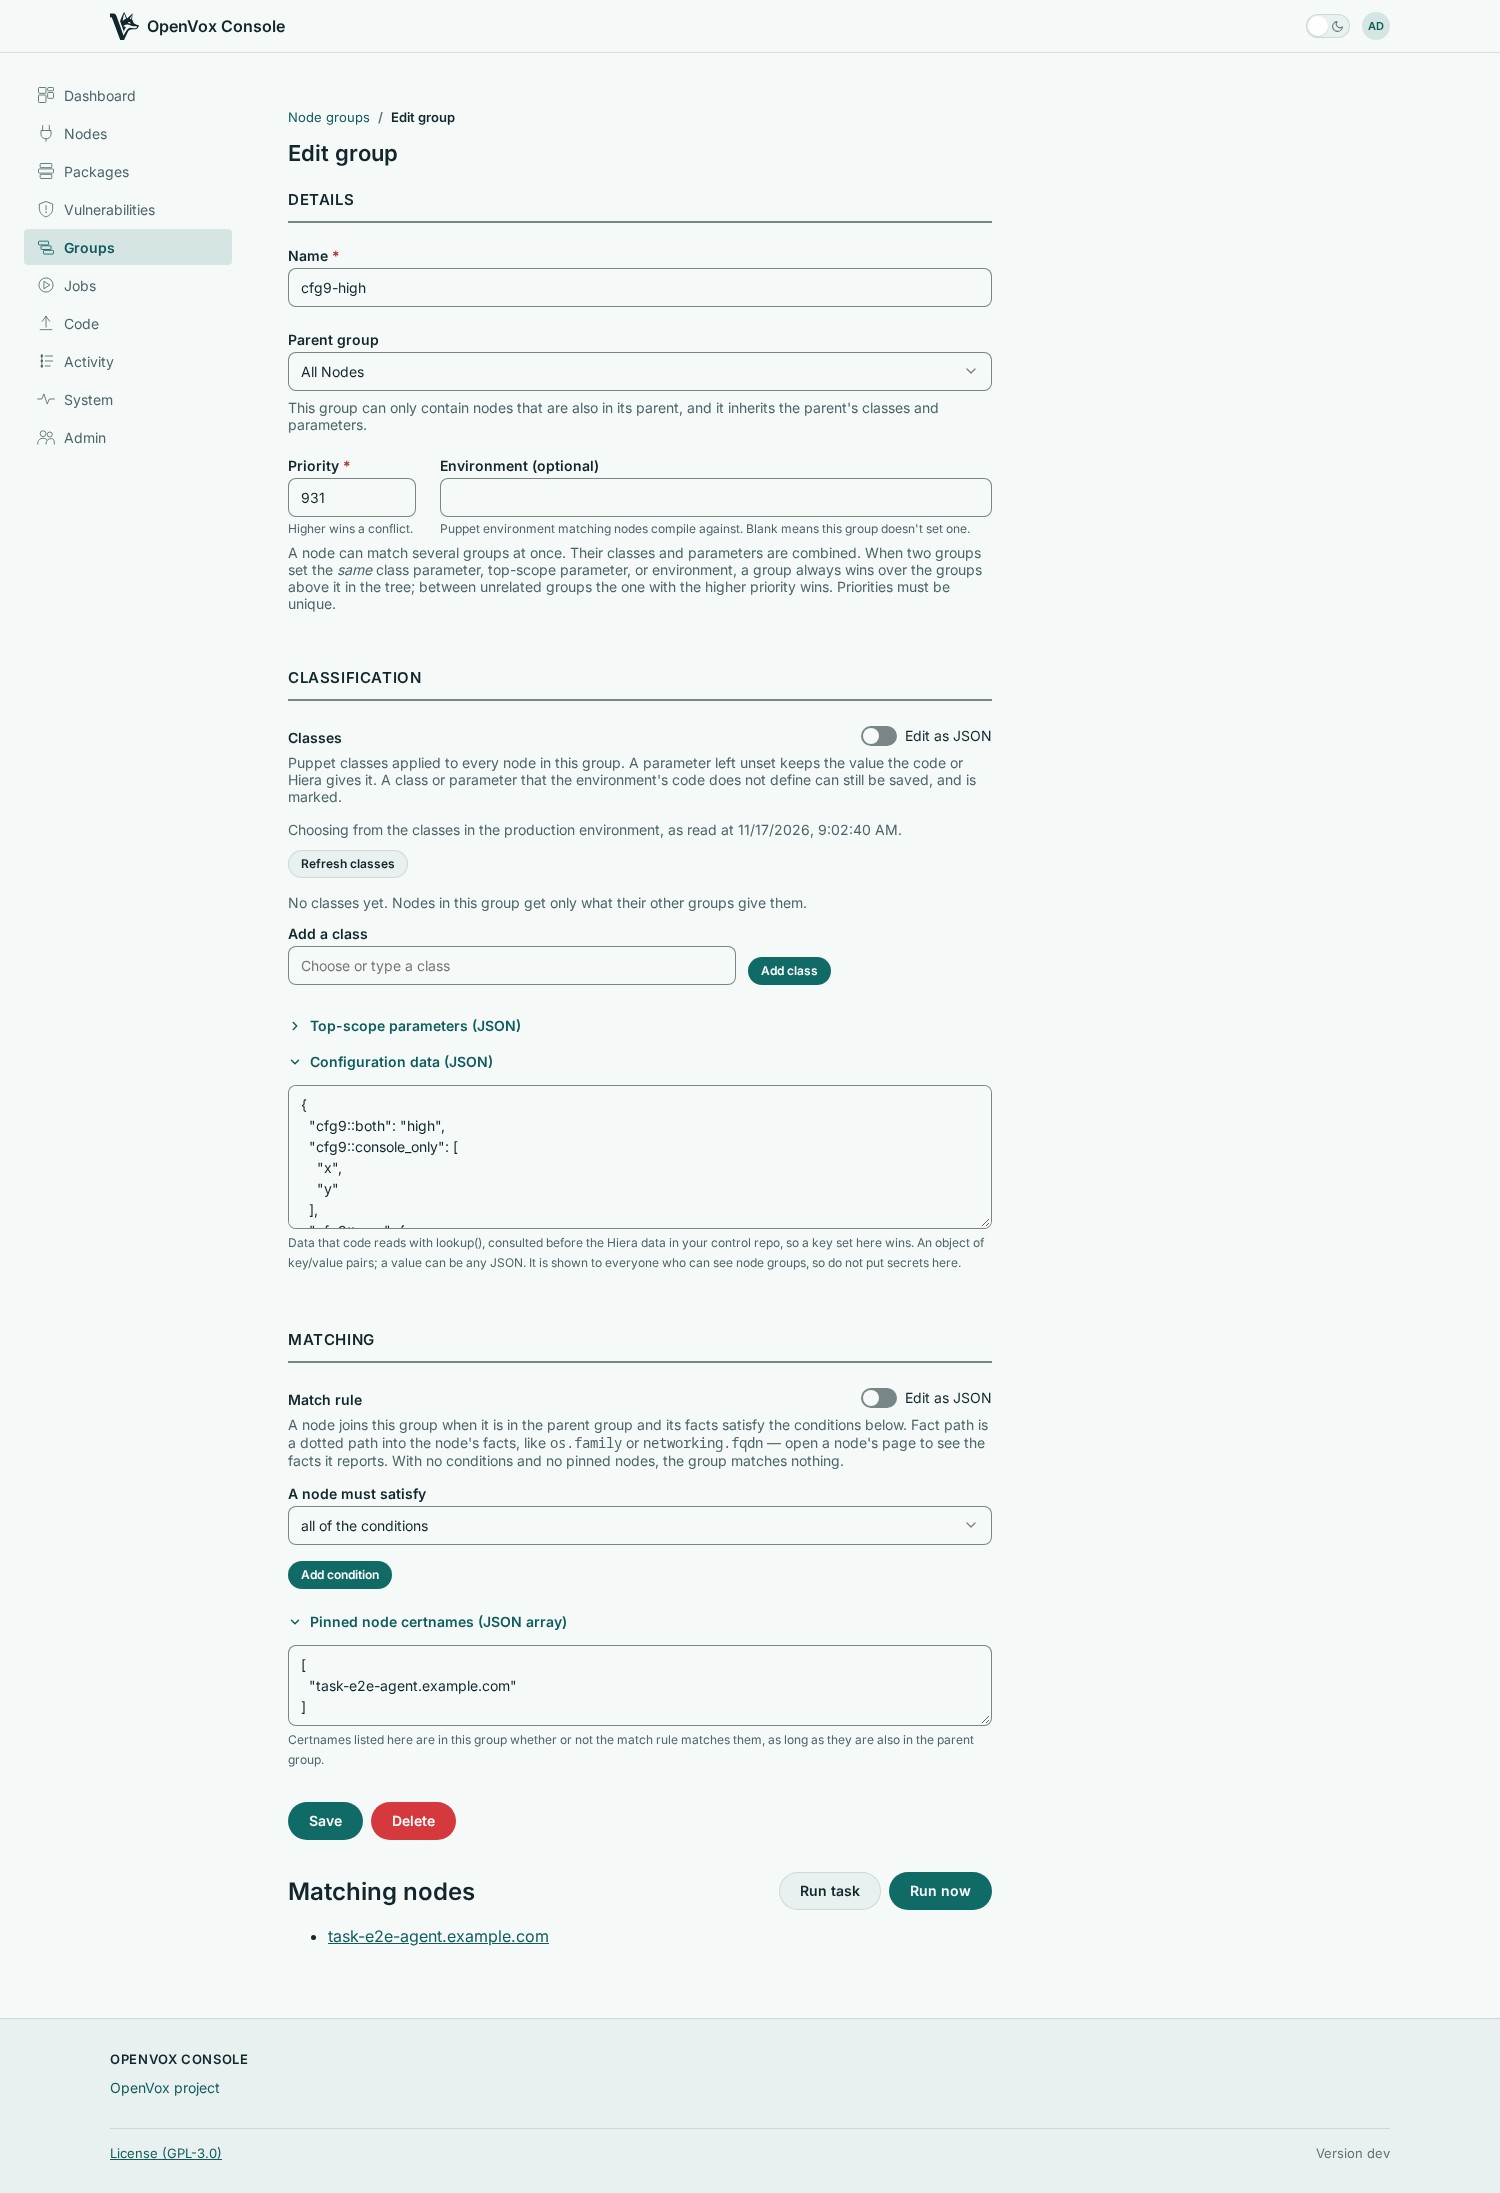 OpenVox Console
AD
Dashboard
Nodes
Packages
Vulnerabilities
Groups
Jobs
Code
Activity
System
Admin
Node groups / Edit group
Edit group
DETAILS
Name *
cfg9-high
Parent group
All Nodes
This group can only contain nodes that are also in its parent, and it inherits the parent's classes and
parameters.
Priority *
Environment (optional)
931
Higher wins a conflict.
Puppet environment matching nodes compile against. Blank means this group doesn't set one.
A node can match several groups at once. Their classes and parameters are combined. When two groups
set the same class parameter, top-scope parameter, or environment, a group always wins over the groups
above it in the tree; between unrelated groups the one with the higher priority wins. Priorities must be
unique.
CLASSIFICATION
Classes
Edit as JSON
Puppet classes applied to every node in this group. A parameter left unset keeps the value the code or
Hiera gives it. A class or parameter that the environment's code does not define can still be saved, and is
marked.
Choosing from the classes in the production environment, as read at 11/17/2026, 9:02:40 AM.
Refresh classes
No classes yet. Nodes in this group get only what their other groups give them.
Add a class
Choose or type a class
Add class
Top-scope parameters (JSON)
Configuration data (JSON)
{
"cfg9::both": "high",
"cfg9::console_only": [
"x",
"y"
],
Data that code reads with lookup(), consulted before the Hiera data in your control repo, so a key set here wins. An object of
key/value pairs; a value can be any JSON. It is shown to everyone who can see node groups, so do not put secrets here.
MATCHING
Match rule
Edit as JSON
A node joins this group when it is in the parent group and its facts satisfy the conditions below. Fact path is
a dotted path into the node's facts, like os.family or networking.fqdn — open a node's page to see the
facts it reports. With no conditions and no pinned nodes, the group matches nothing.
A node must satisfy
all of the conditions
Add condition
Pinned node certnames (JSON array)
[
"task-e2e-agent.example.com"
]
Certnames listed here are in this group whether or not the match rule matches them, as long as they are also in the parent
group.
Save
Delete
Matching nodes
Run task
Run now
task-e2e-agent.example.com
OPENVOX CONSOLE
OpenVox project
License (GPL-3.0)
Version dev